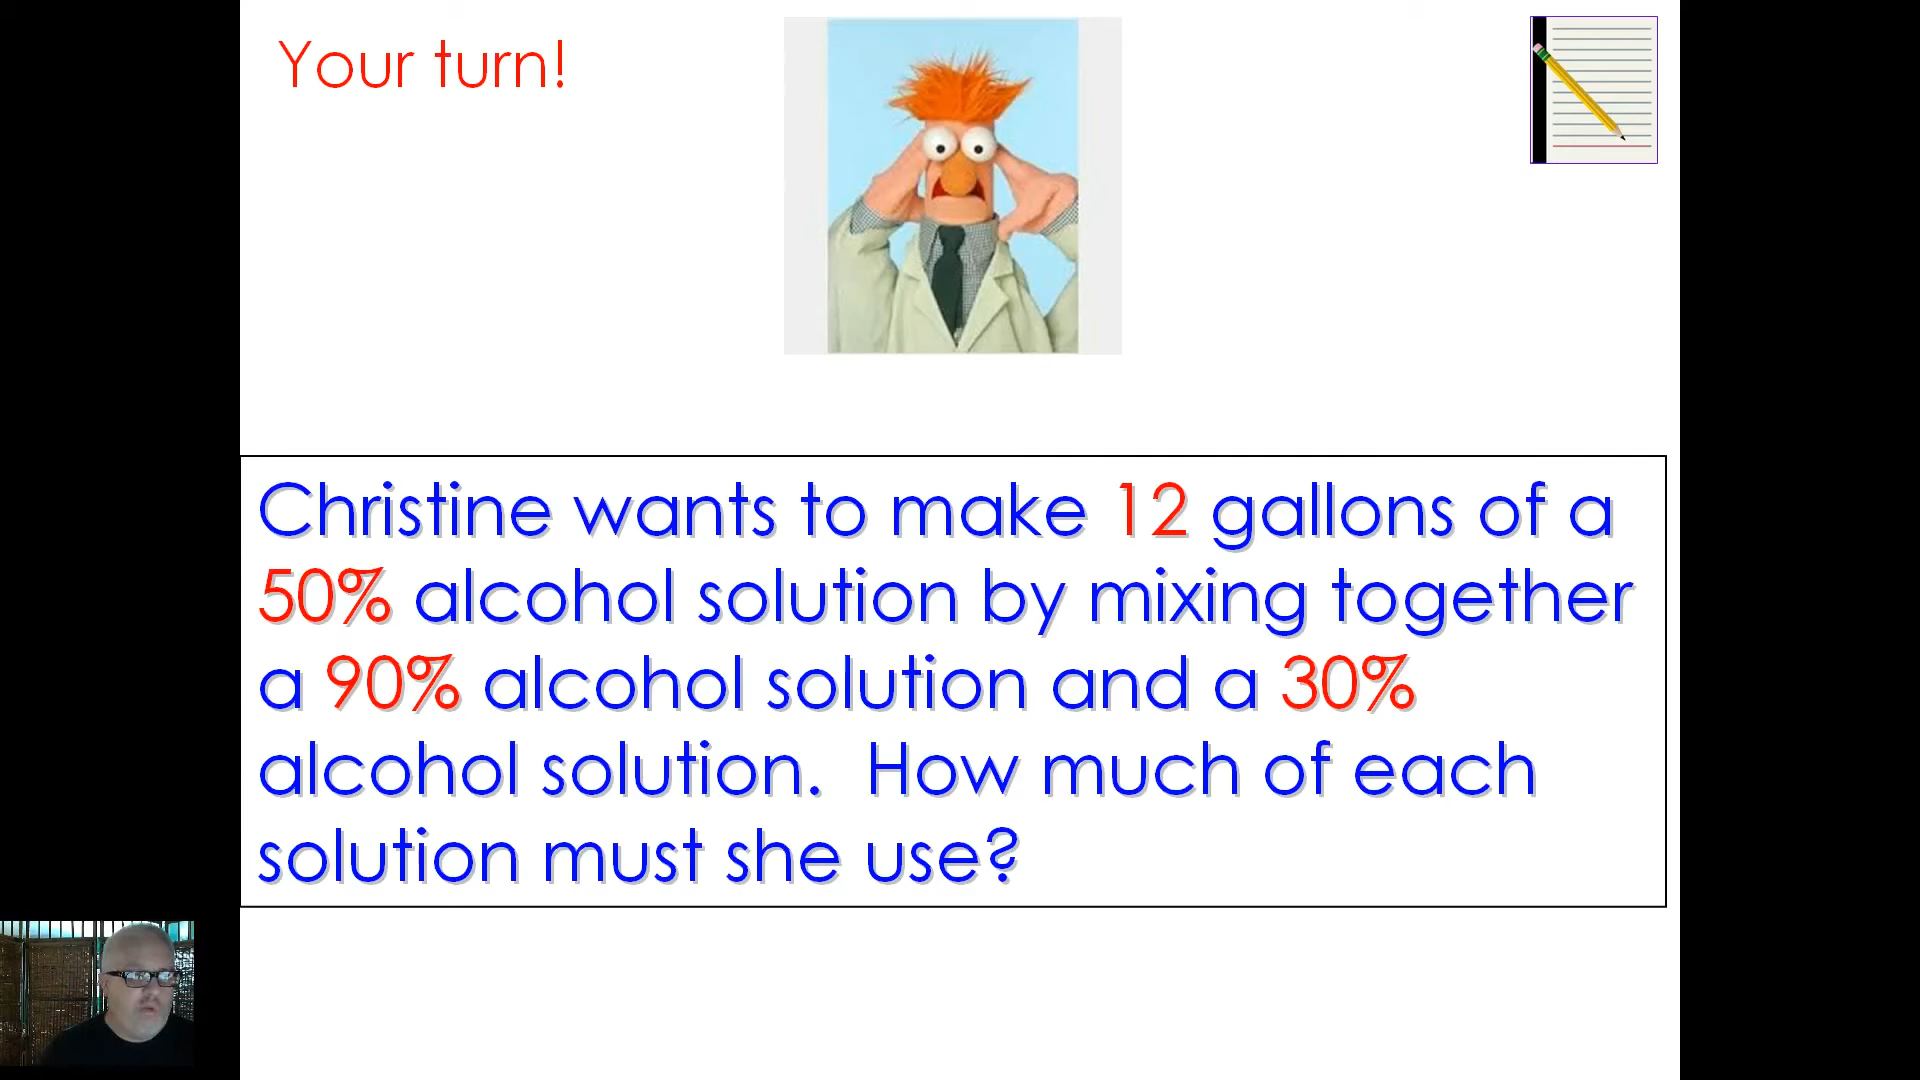 Your turn!
Christine wants to make 12 gallons of a
50% alcohol solution by mixing together
a 90% alcohol solution and a 30%
alcohol solution.  How much of each
solution must she use?